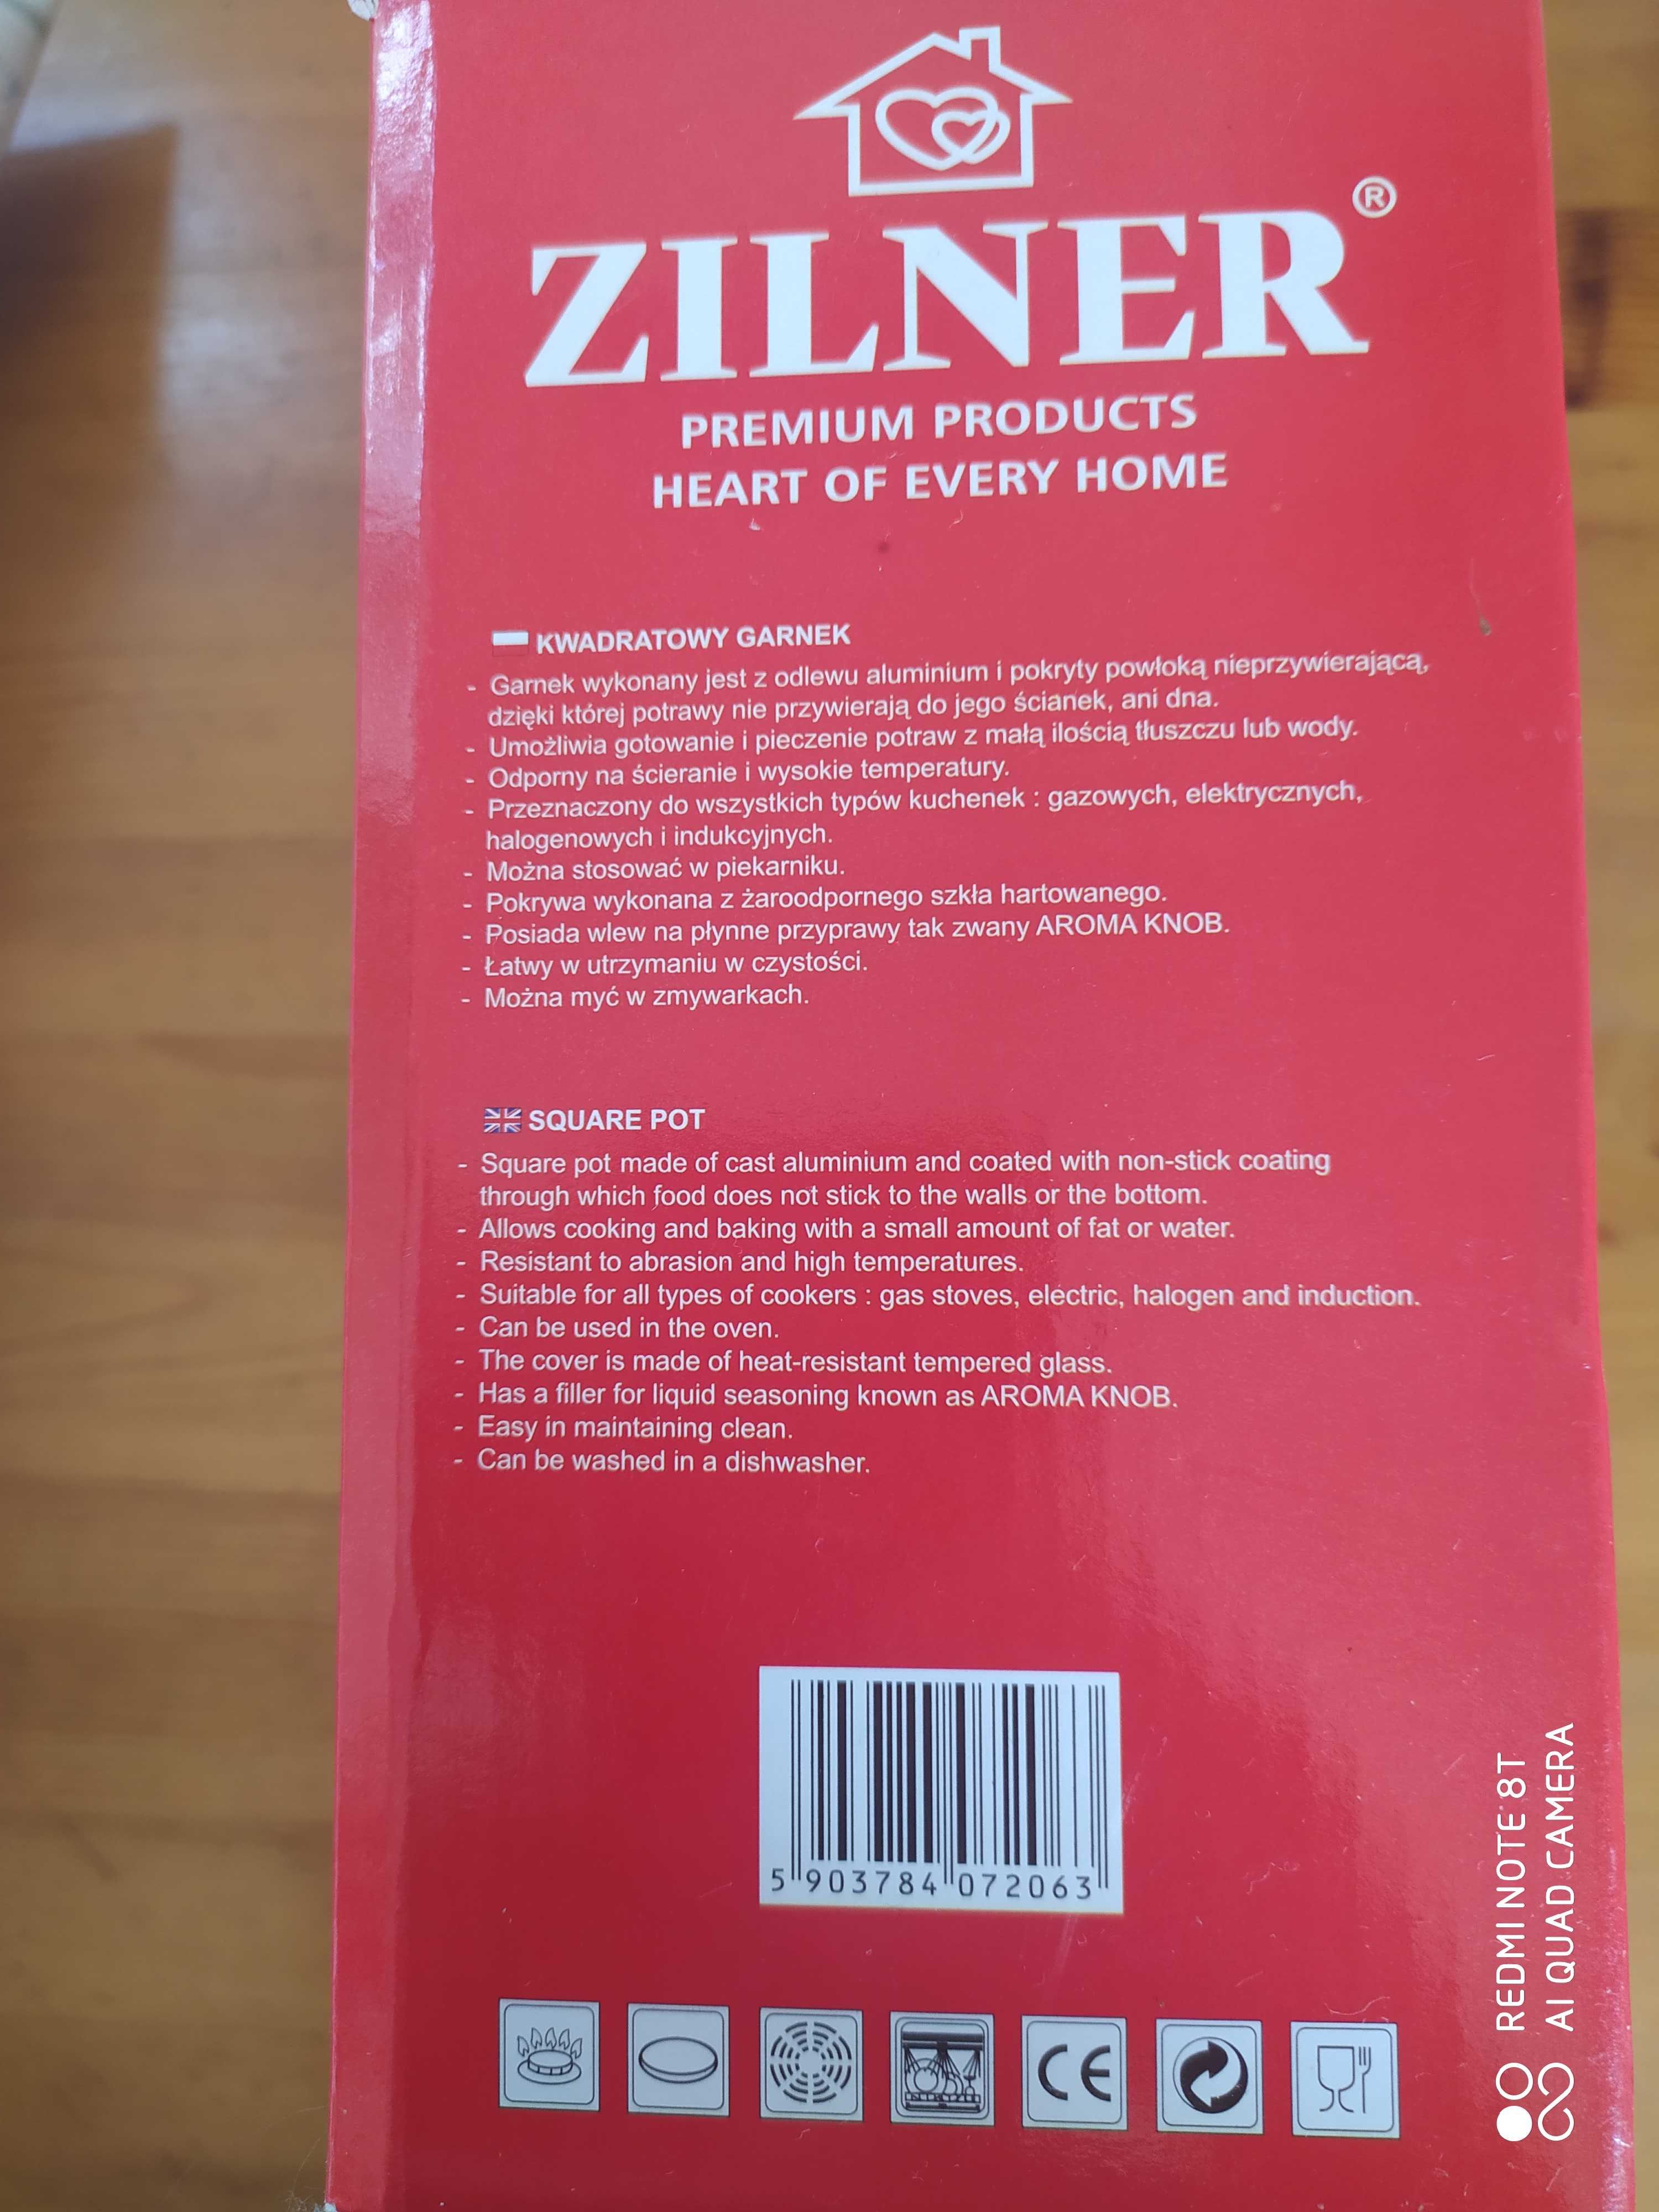 ZILNER®
PREMIUM PRODUCTS
HEART OF EVERY HOME
KWADRATOWY GARNEK
- Garnek wykonany jest z odlewu aluminium i pokryty powłoką nieprzywierającą,
dzięki której potrawy nie przywierają do jego ścianek, ani dna.
- Umożliwia gotowanie i pieczenie potraw z małą ilością tłuszczu lub wody.
- Odporny na ścieranie i wysokie temperatury.
- Przeznaczony do wszystkich typów kuchenek : gazowych, elektrycznych,
halogenowych i indukcyjnych.
- Można stosować w piekarniku.
- Pokrywa wykonana z żaroodpornego szkła hartowanego.
- Posiada wlew na płynne przyprawy tak zwany AROMA KNOB.
- Łatwy w utrzymaniu w czystości.
- Można myć w zmywarkach.
SQUARE POT
- Square pot made of cast aluminium and coated with non-stick coating
through which food does not stick to the walls or the bottom.
- Allows cooking and baking with a small amount of fat or water.
- Resistant to abrasion and high temperatures.
- Suitable for all types of cookers : gas stoves, electric, halogen and induction.
- Can be used in the oven.
- The cover is made of heat-resistant tempered glass.
- Has a filler for liquid seasoning known as AROMA KNOB.
- Easy in maintaining clean.
- Can be washed in a dishwasher.
5 903784 072063
CE
REDMI NOTE 8T
AI QUAD CAMERA